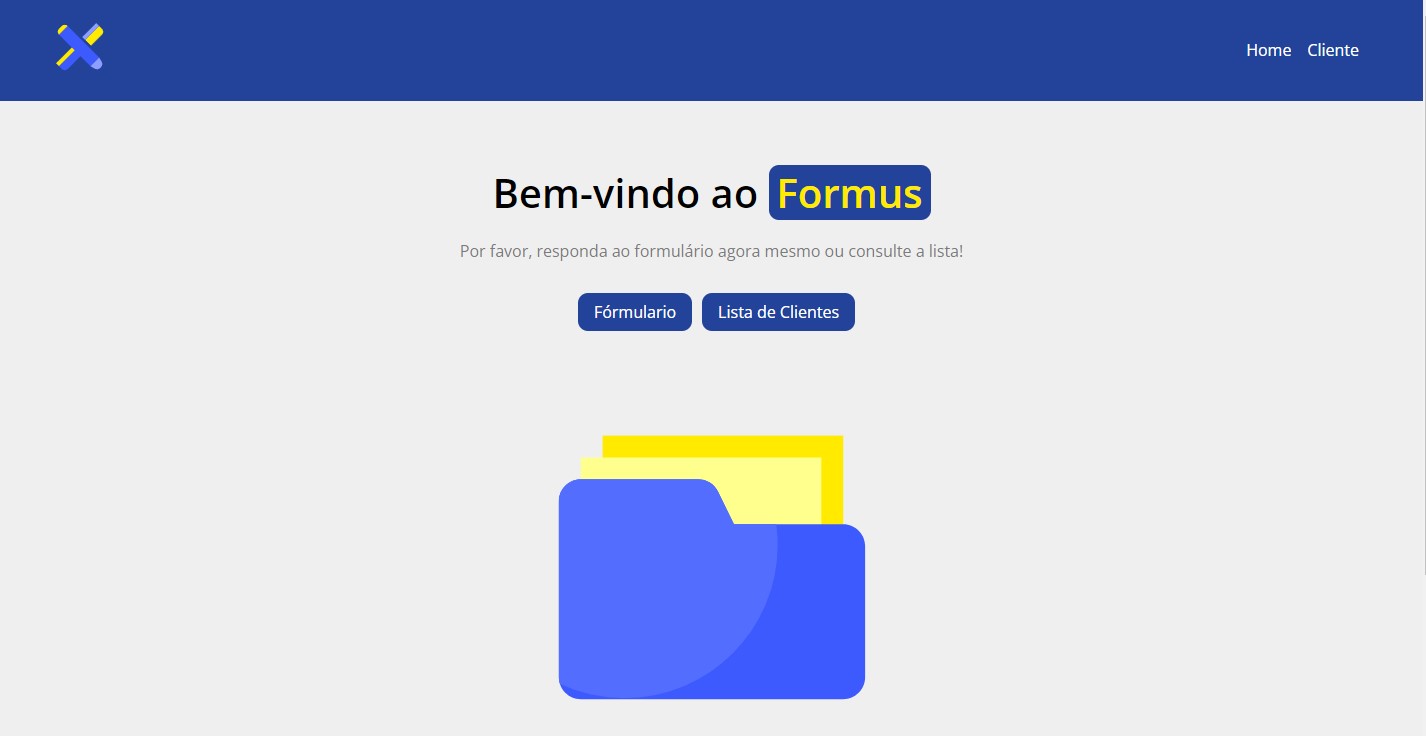 Home Cliente
Bem-vindo ao Formus
Por favor, responda ao formulário agora mesmo ou consulte a lista!
Fórmulario Lista de Clientes